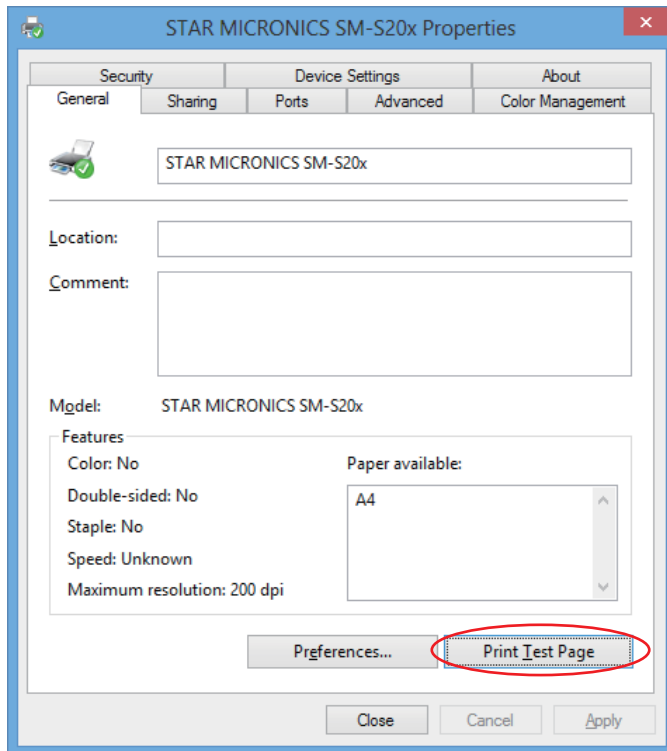 STAR MICRONICS SM-S20x Properties
Security Device Settings About
General Sharing Ports Advanced Color Management
STAR MICRONICS SM-S20x
Location:
Comment:
Model: STAR MICRONICS SM-S20x
Features
Color: No Paper available:
Double-sided: No A4
Staple: No
Speed: Unknown
Maximum resolution: 200 dpi
Preferences... Print Test Page
Close Cancel Apply